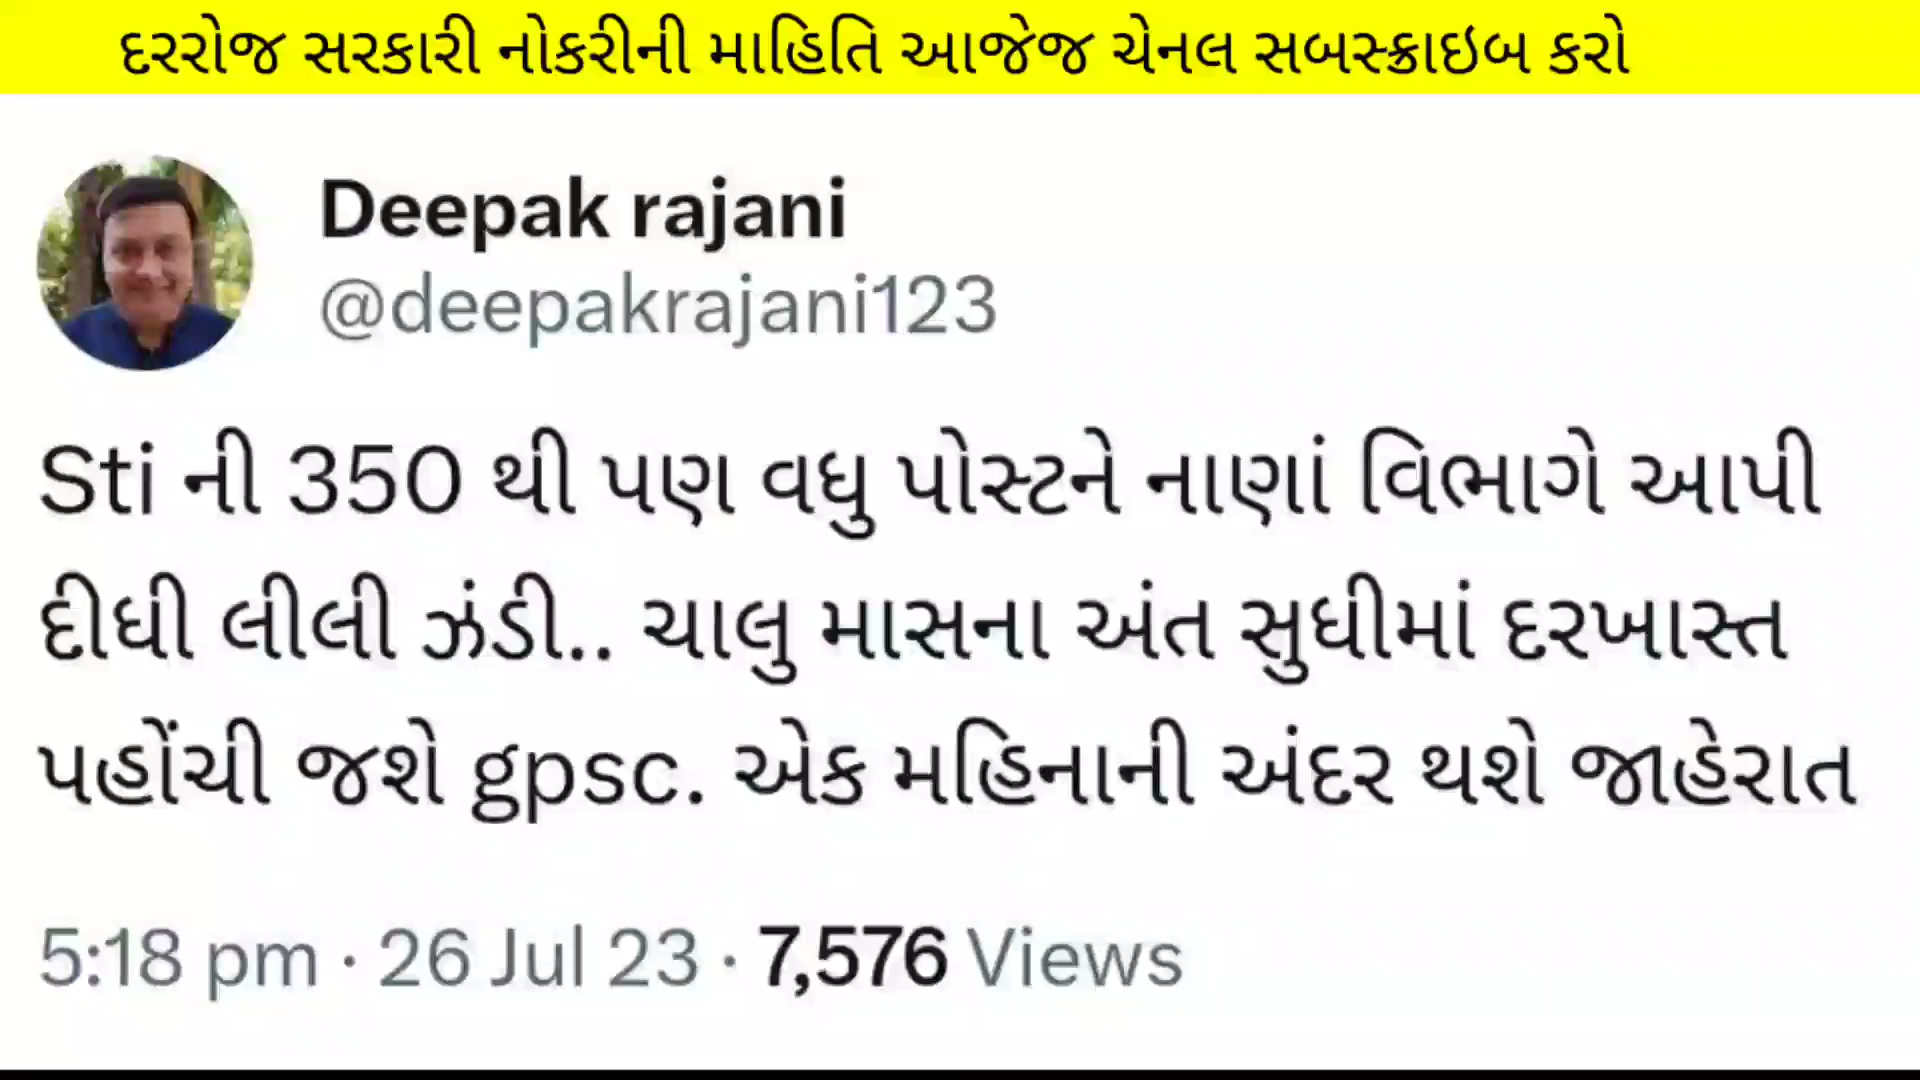 દરરોજ સરકારી નોકરીની માહિતિ આજેજ ચેનલ સબસ્ક્રાઇબ કરો
Deepak rajani
@deepakrajani123
Sti ની 350 થી પણ વધુ પોસ્ટને નાણાં વિભાગે આપી
દીધી લીલી ઝંડી.. ચાલુ માસના અંત સુધીમાં દરખાસ્ત
પહોંચી જશે gpsc. એક મહિનાની અંદર થશે જાહેરાત
5:18 pm · 26 Jul 23 · 7,576 Views